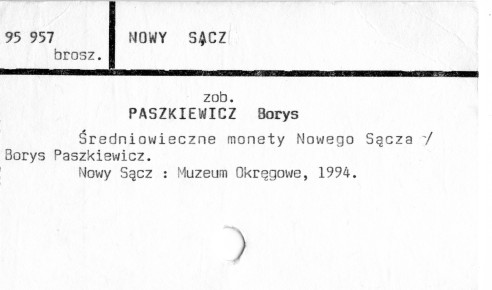 95 957 NOWY SĄCZ
brosz.
zob.
PASZKIEWICZ Borys
Średniowieczne monety Nowego Sącza /
Borys Paszkiewicz.
Nowy Sącz : Muzeum Okręgowe, 1994.